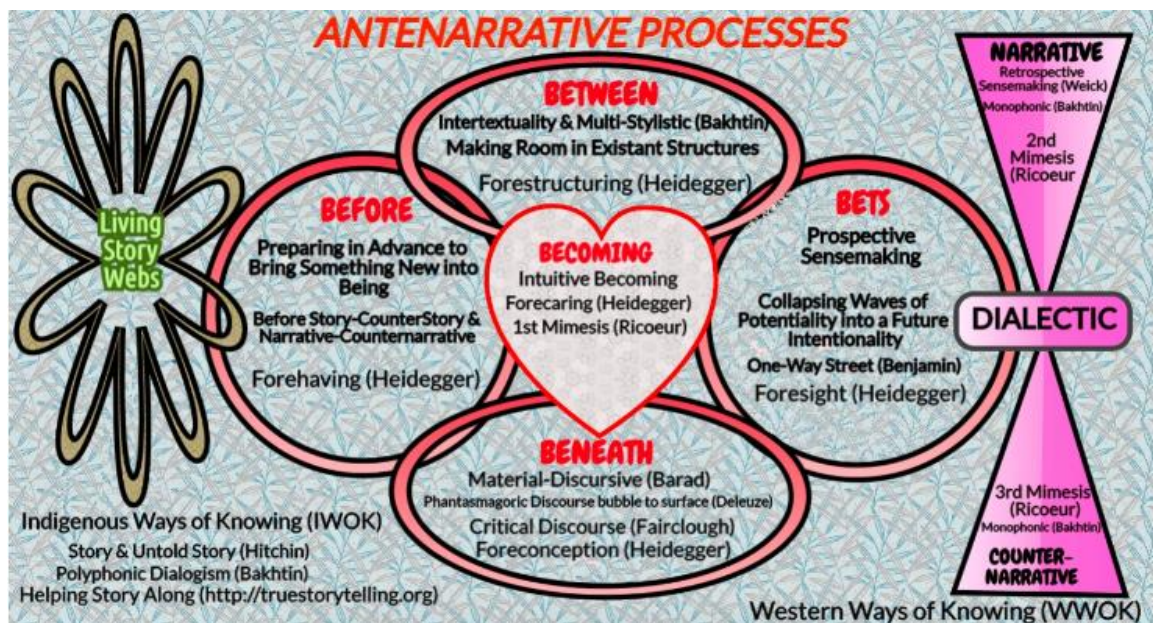 ANTENARRATIVE PROCESSES
Living
Story
Webs
BETWEEN
Intertextuality & Multi-Stylistic (Bakhtin)
Making Room in Existant Structures
Forestructuring (Heidegger)
BEFORE
Preparing in Advance to
Bring Something New into
Being
Before Story-CounterStory &
Narrative-Counternarrative
Forehaving (Heidegger)
BECOMING
Intuitive Becoming
Forecaring (Heidegger)
1st Mimesis (Ricoeur)
BETS
Prospective
Sensemaking
Collapsing Waves of
Potentiality into a Future
Intentionality
One-Way Street (Benjamin)
Foresight (Heidegger)
BENEATH
Material-Discursive (Barad)
Phantasmagoric Discourse bubble to surface (Deleuze)
Critical Discourse (Fairclough)
Foreconception (Heidegger)
NARRATIVE
Retrospective
Sensemaking (Weick)
Monophonic (Bakhtin)
2nd
Mimesis
(Ricoeur
DIALECTIC
3rd Mimesis
(Ricoeur)
Monophonic (Bakhtin)
COUNTER-
NARRATIVE
Indigenous Ways of Knowing (IWOK)
Story & Untold Story (Hitchin)
Polyphonic Dialogism (Bakhtin)
Helping Story Along (http://truestorytelling.org)
Western Ways of Knowing (WWOK)